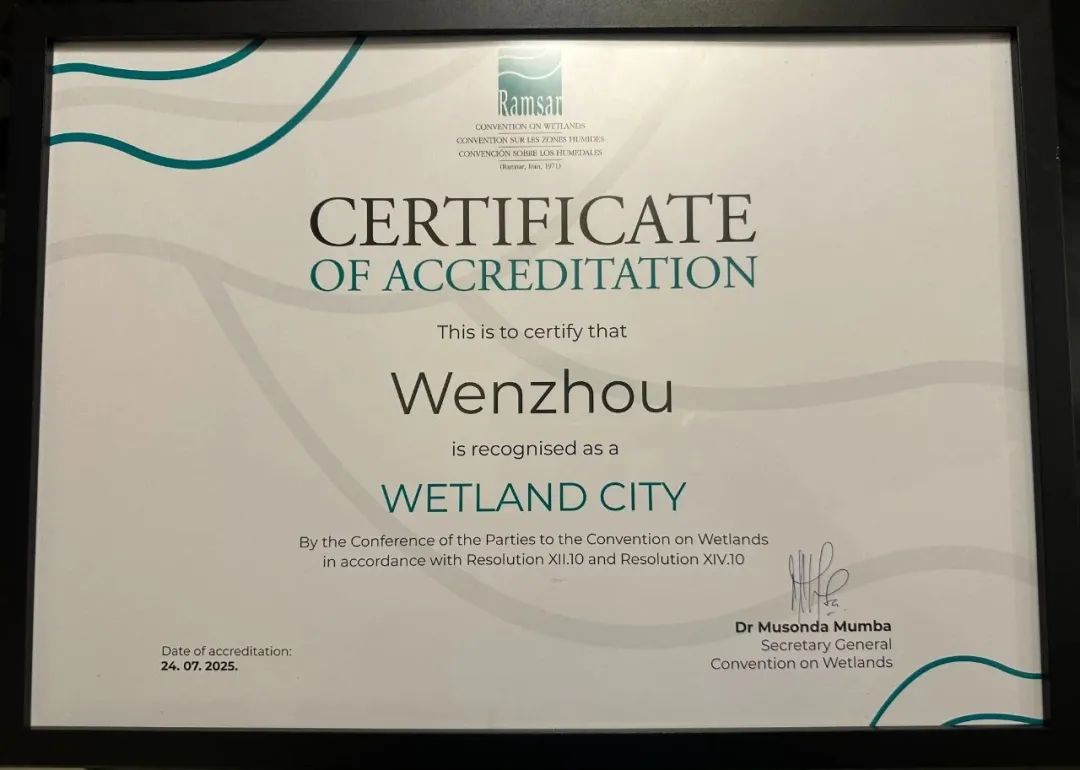 Ramsar
CONVENTION ON WETLANDS
CONVENTION SUR LES ZONES HUMIDES
CONVENCIÓN SOBRE LOS HUMEDALES
(Ramsar, Iran, 1971)
CERTIFICATE
OF ACCREDITATION
This is to certify that
Wenzhou
is recognised as a
WETLAND CITY
By the Conference of the Parties to the Convention on Wetlands
in accordance with Resolution XII.10 and Resolution XIV.10
Dr Musonda Mumba
Secretary General
Convention on Wetlands
Date of accreditation:
24. 07. 2025.